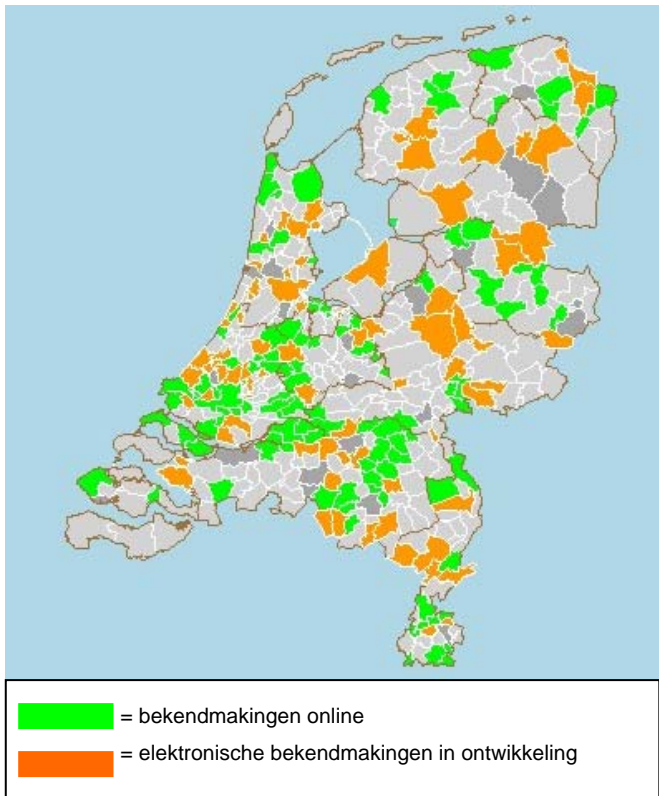 = bekendmakingen online
= elektronische bekendmakingen in ontwikkeling